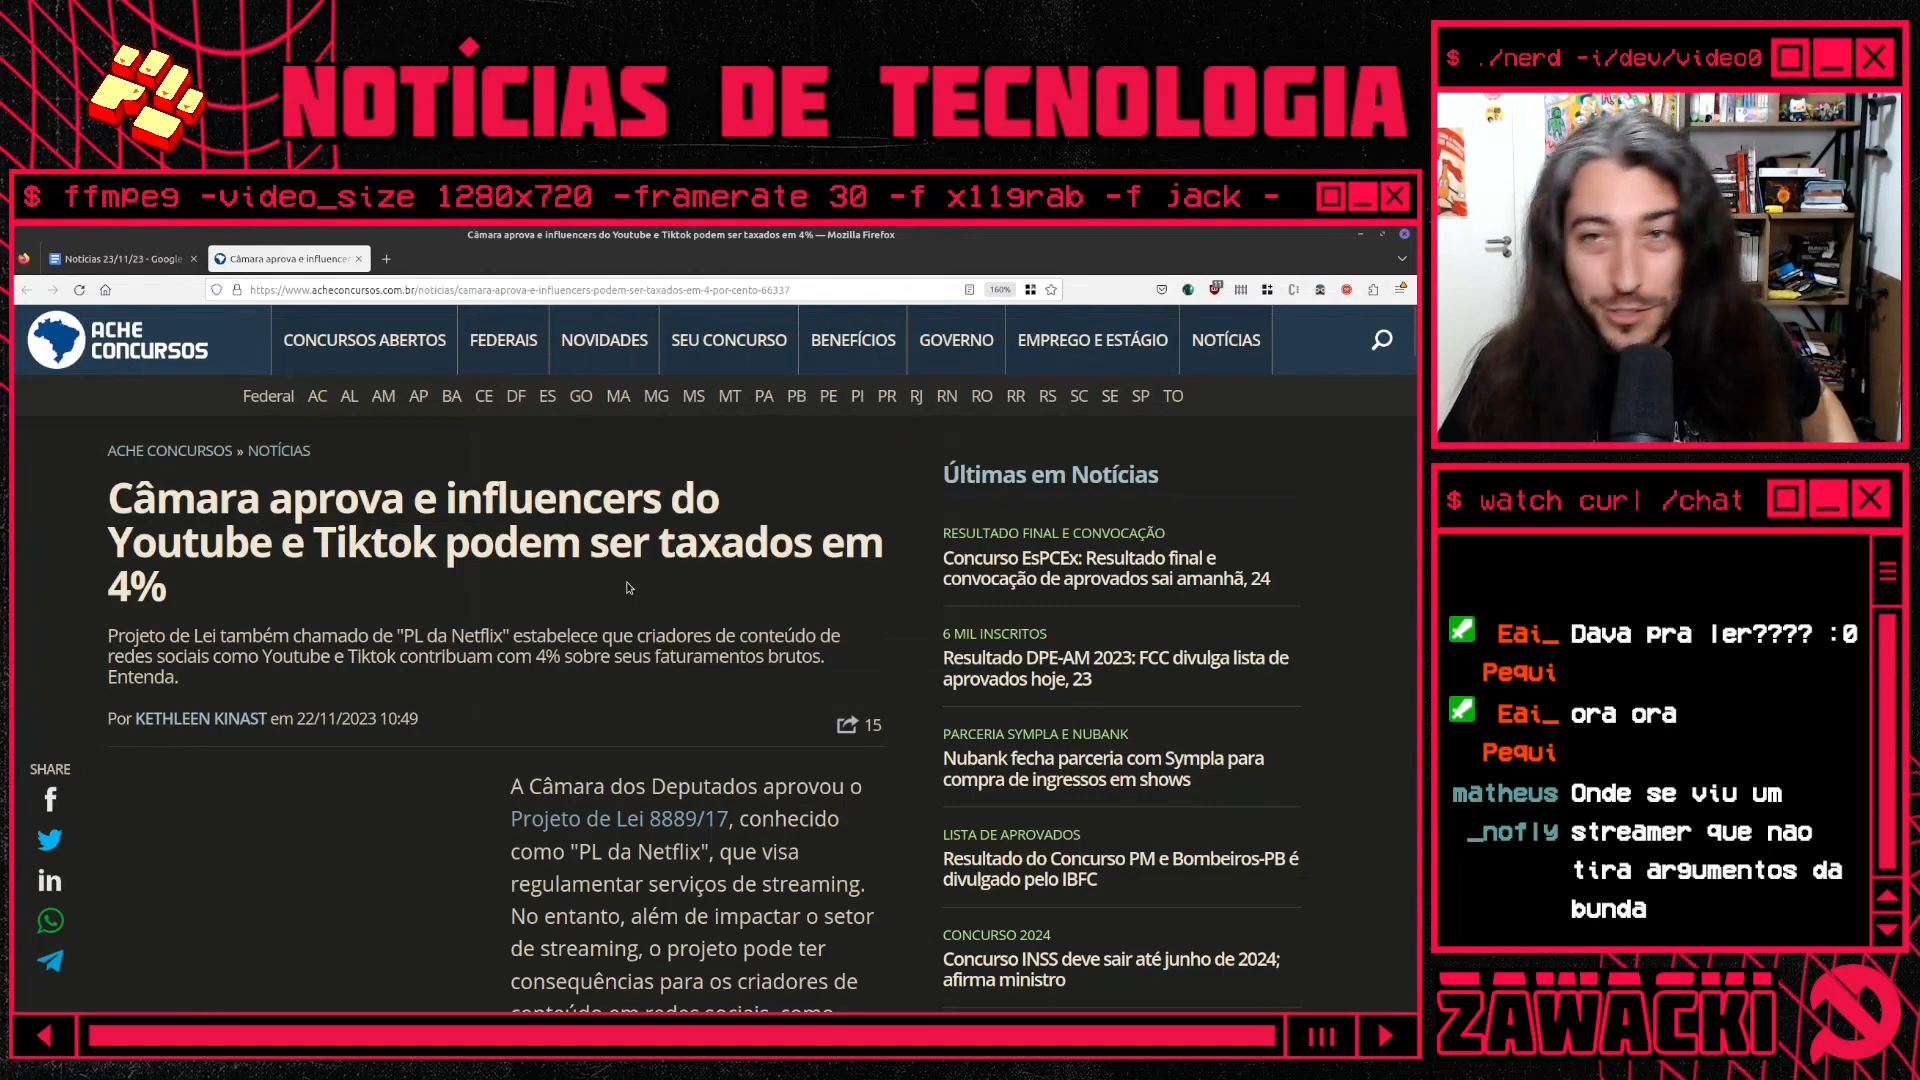 NOTÍCIAS DE TECNOLOGIA
$ ffmpeg -video_size 1280x720 -framerate 30 -f x11grab -f jack -
Câmara aprova e influencers do Youtube e Tiktok podem ser taxados em 4% — Mozilla Firefox
Notícias 23/11/23 - Google
Câmara aprova e influencer
https://www.acheconcursos.com.br/noticias/camara-aprova-e-influencers-podem-ser-taxados-em-4-por-cento-66337
160%
ACHE
CONCURSOS
CONCURSOS ABERTOS FEDERAIS NOVIDADES SEU CONCURSO BENEFÍCIOS GOVERNO EMPREGO E ESTÁGIO NOTÍCIAS
Federal AC AL AM AP BA CE DF ES GO MA MG MS MT PA PB PE PI PR RJ RN RO RR RS SC SE SP TO
ACHE CONCURSOS » NOTÍCIAS
Câmara aprova e influencers do
Youtube e Tiktok podem ser taxados em
4%
Projeto de Lei também chamado de "PL da Netflix" estabelece que criadores de conteúdo de
redes sociais como Youtube e Tiktok contribuam com 4% sobre seus faturamentos brutos.
Entenda.
Por KETHLEEN KINAST em 22/11/2023 10:49
15
SHARE
A Câmara dos Deputados aprovou o
Projeto de Lei 8889/17, conhecido
como "PL da Netflix", que visa
regulamentar serviços de streaming.
No entanto, além de impactar o setor
de streaming, o projeto pode ter
consequências para os criadores de
conteúdo em redes sociais, como
Últimas em Notícias
RESULTADO FINAL E CONVOCAÇÃO
Concurso EsPCEx: Resultado final e
convocação de aprovados sai amanhã, 24
6 MIL INSCRITOS
Resultado DPE-AM 2023: FCC divulga lista de
aprovados hoje, 23
PARCERIA SYMPLA E NUBANK
Nubank fecha parceria com Sympla para
compra de ingressos em shows
LISTA DE APROVADOS
Resultado do Concurso PM e Bombeiros-PB é
divulgado pelo IBFC
CONCURSO 2024
Concurso INSS deve sair até junho de 2024;
afirma ministro
$ ./nerd -i/dev/video0
$ watch curl /chat
Eai_ Dava pra ler???? :0
Pequi
Eai_ ora ora
Pequi
matheus Onde se viu um
_nofly streamer que nao
tira argumentos da
bunda
ZAWACKI